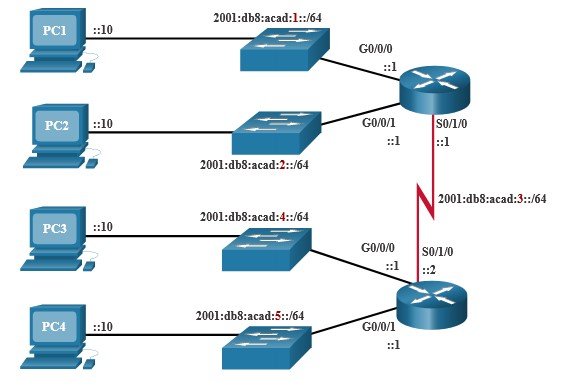 2001:db8:acad:1::/64
PC1
::10
G0/0/0
::1
PC2
::10
G0/0/1
::1
S0/1/0
::1
2001:db8:acad:2::/64
2001:db8:acad:3::/64
2001:db8:acad:4::/64
PC3
::10
G0/0/0
::1
S0/1/0
::2
2001:db8:acad:5::/64
PC4
::10
G0/0/1
::1